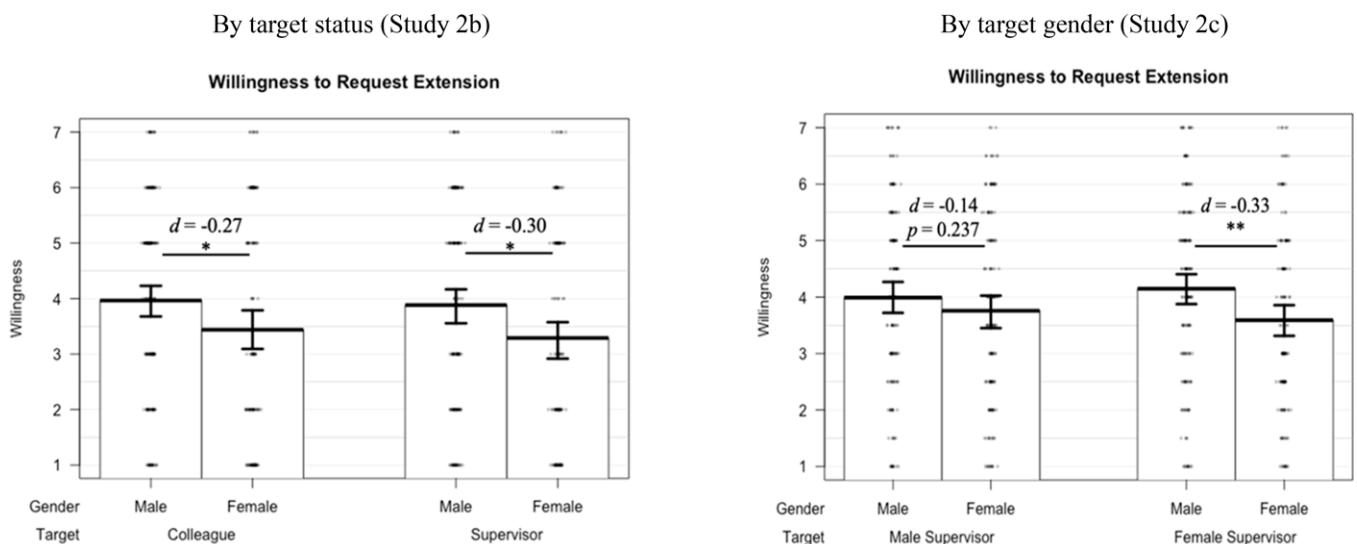 By target status (Study 2b)
Willingness to Request Extension
Willingness
7
6
5
4
3
2
1
d = -0.27
*
d = -0.30
*
Gender Male Female Male Female
Target Colleague Supervisor
By target gender (Study 2c)
Willingness to Request Extension
Willingness
7
6
5
4
3
2
1
d = -0.14
p = 0.237
d = -0.33
**
Gender Male Female Male Female
Target Male Supervisor Female Supervisor